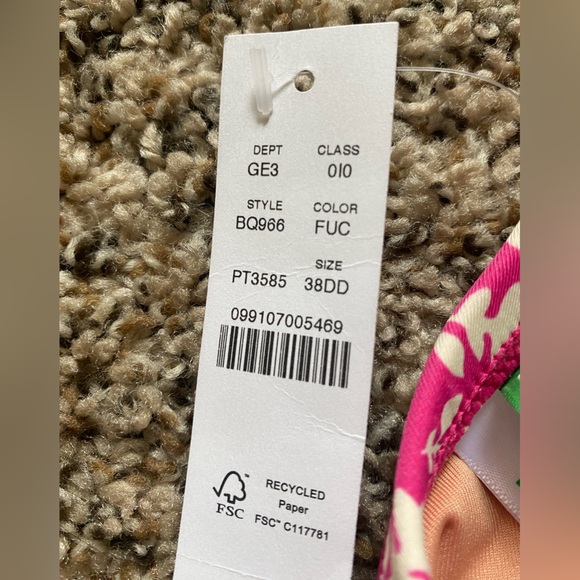 DEPT CLASS
GE3 010
STYLE COLOR
BQ966 FUC
SIZE
PT3585 38DD
099107005469
FSC
RECYCLED
Paper
FSC™ C117781